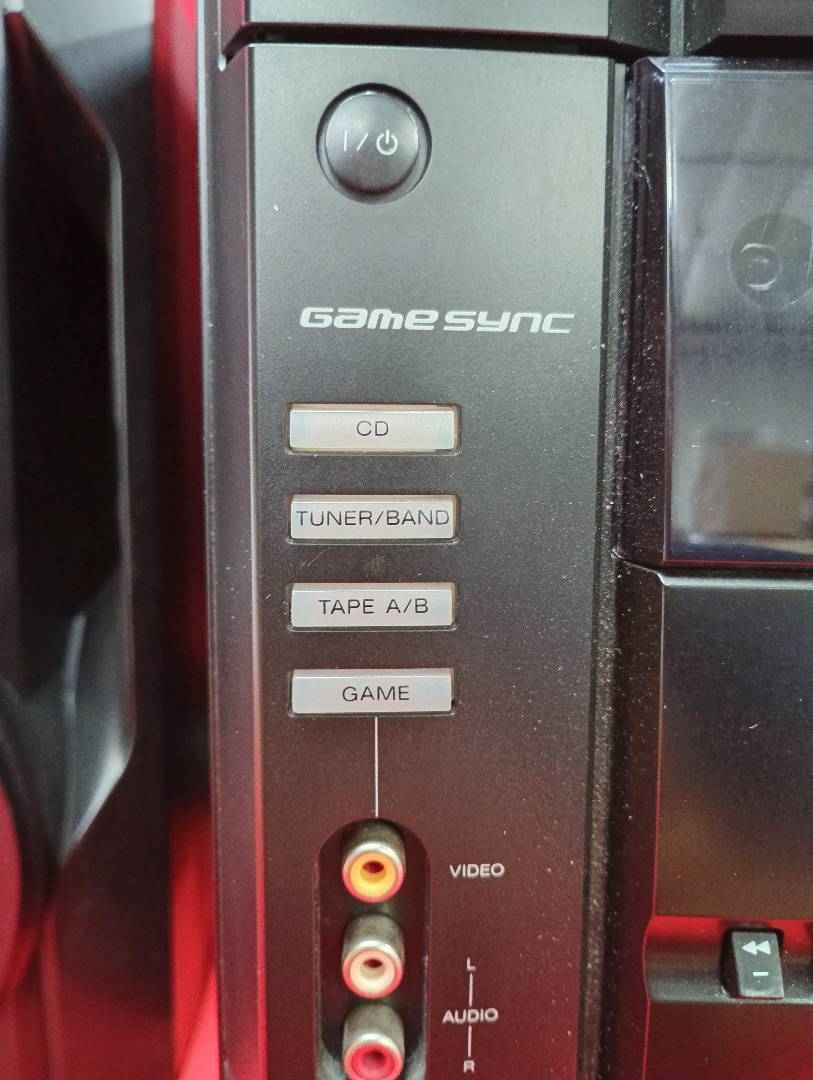 I/⏻
GAME SYNC
CD
TUNER/BAND
TAPE A/B
GAME
VIDEO
L
AUDIO
R